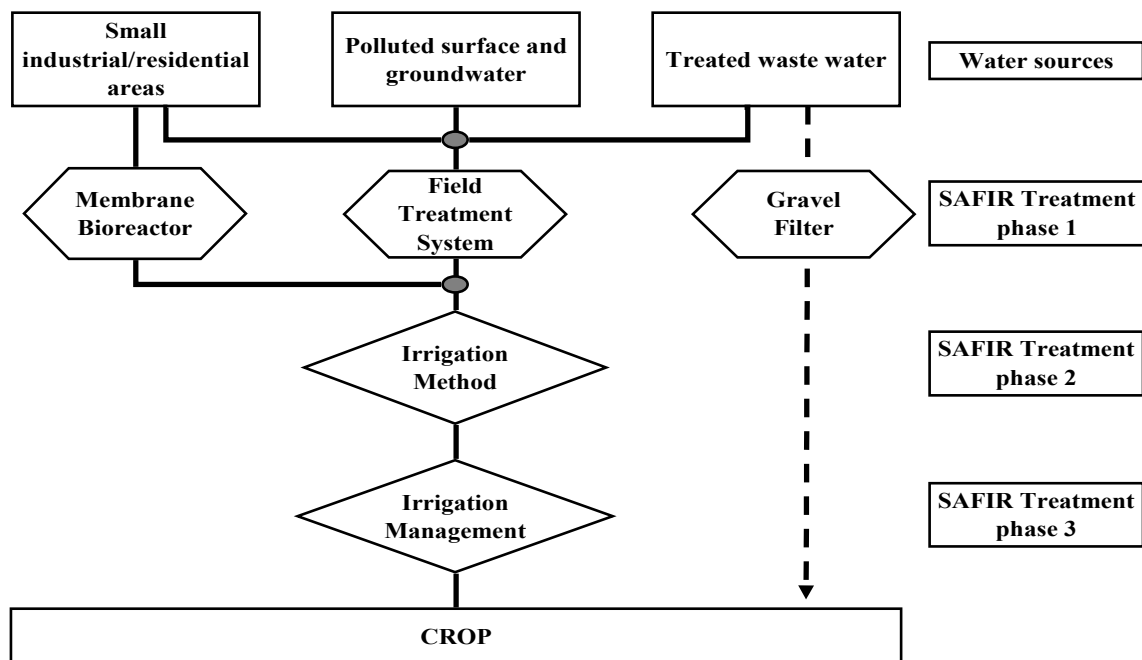 Small
industrial/residential
areas
Polluted surface and
groundwater
Treated waste water
Water sources
Membrane
Bioreactor
Field
Treatment
System
Gravel
Filter
SAFIR Treatment
phase 1
Irrigation
Method
SAFIR Treatment
phase 2
Irrigation
Management
SAFIR Treatment
phase 3
CROP